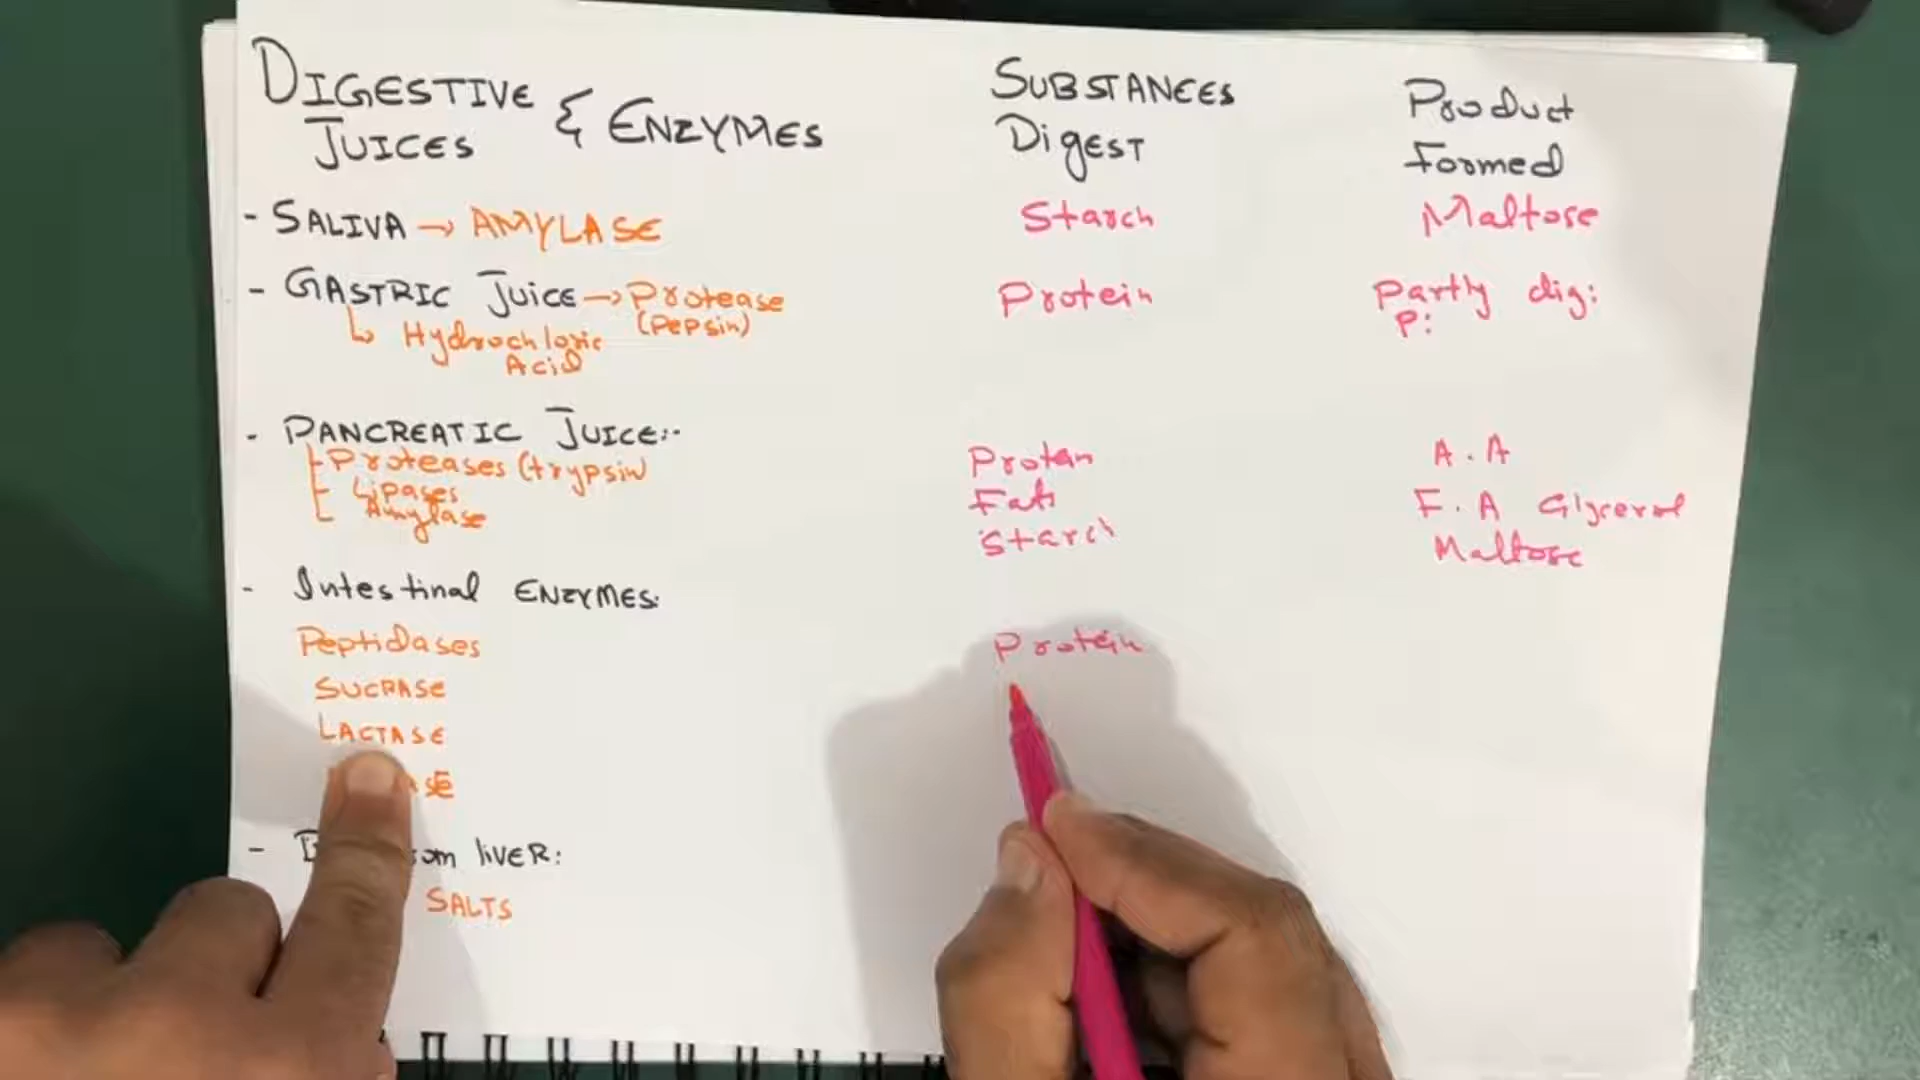 DIGESTIVE JUICES & ENZYMES
SUBSTANCES DigEST
Product Formed
- SALIVA → AMYLASE Starch Maltose
- GASTRIC JUICE → Protease (Pepsin) Protein Partly dig: P:
↳ Hydrochloric Acid
- PANCREATIC JUICE:-
Proteases (trypsin Protein A.A
Lipases Fats F.A Glycerol
Amylase Starch Maltose
- Intestinal ENZYMES:
Peptidases Protein
SUCRASE
LACTASE
SE
- LIVER:
SALTS